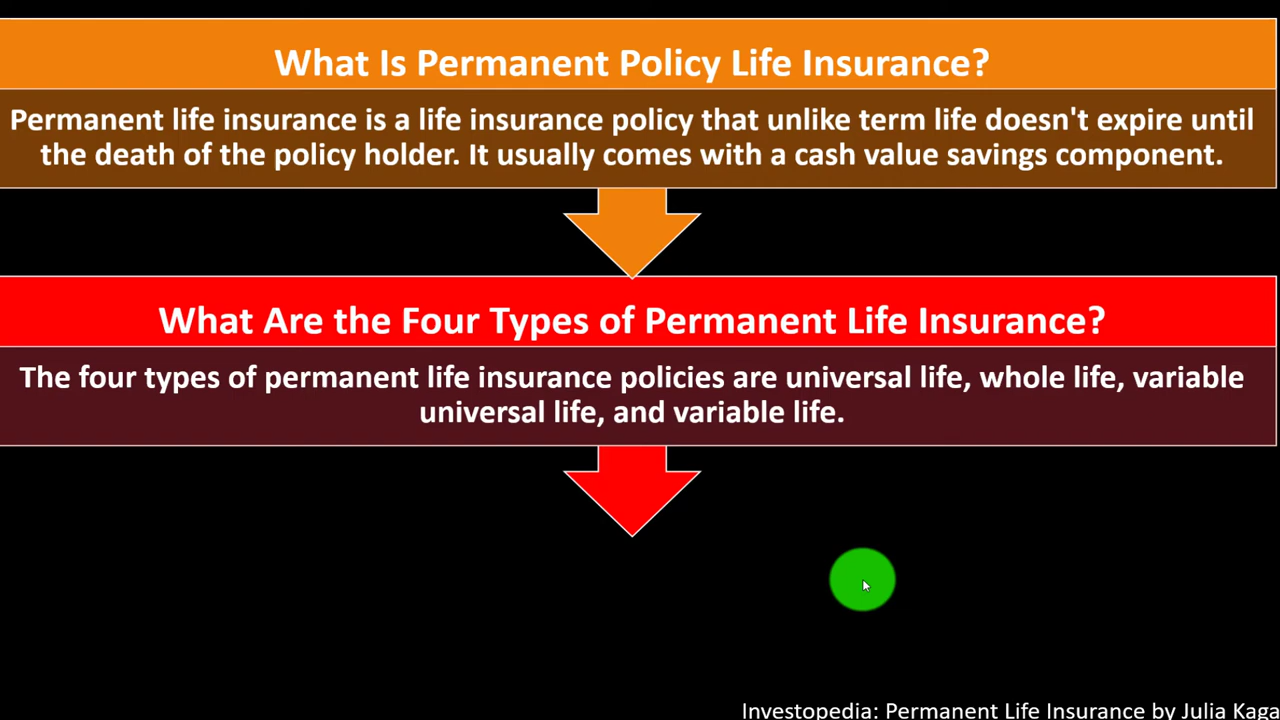 What Is Permanent Policy Life Insurance?
Permanent life insurance is a life insurance policy that unlike term life doesn't expire until
the death of the policy holder. It usually comes with a cash value savings component.
What Are the Four Types of Permanent Life Insurance?
The four types of permanent life insurance policies are universal life, whole life, variable
universal life, and variable life.
Investopedia: Permanent Life Insurance by Julia Kaga